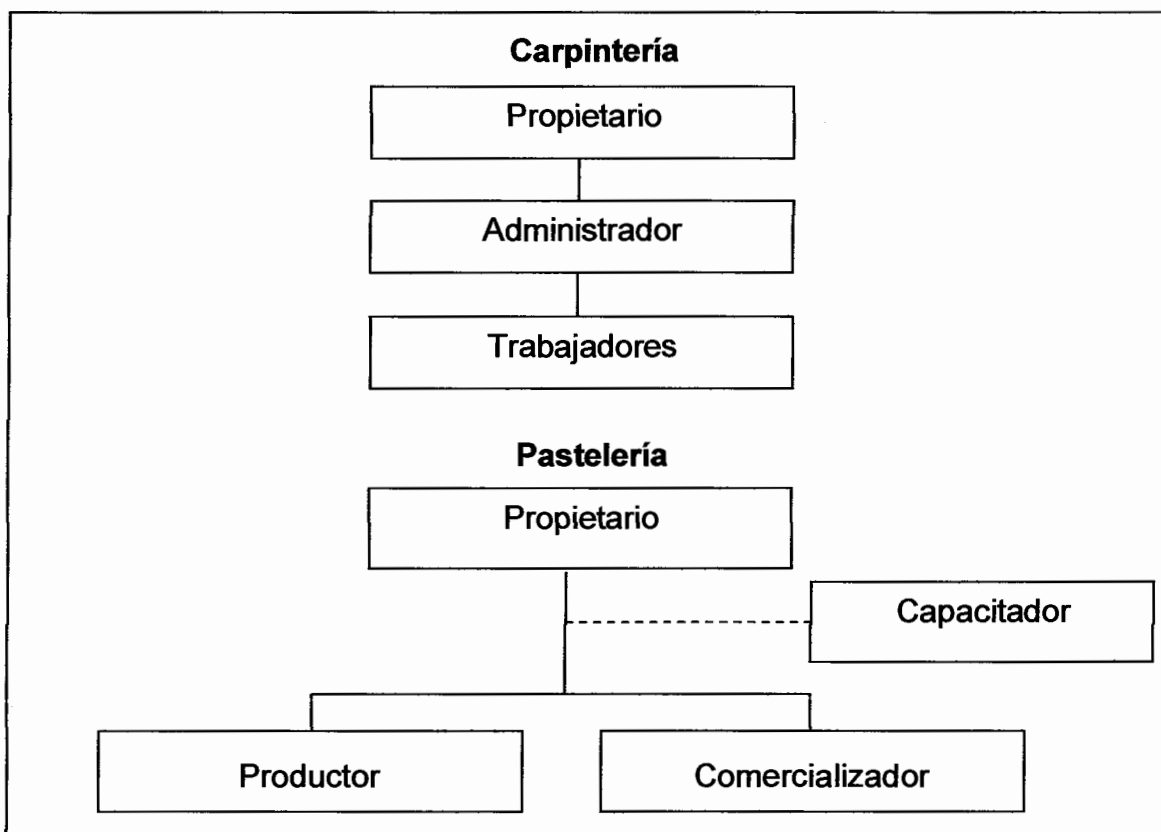 Carpintería
Propietario
Administrador
Trabajadores
Pastelería
Propietario
Capacitador
Productor
Comercializador